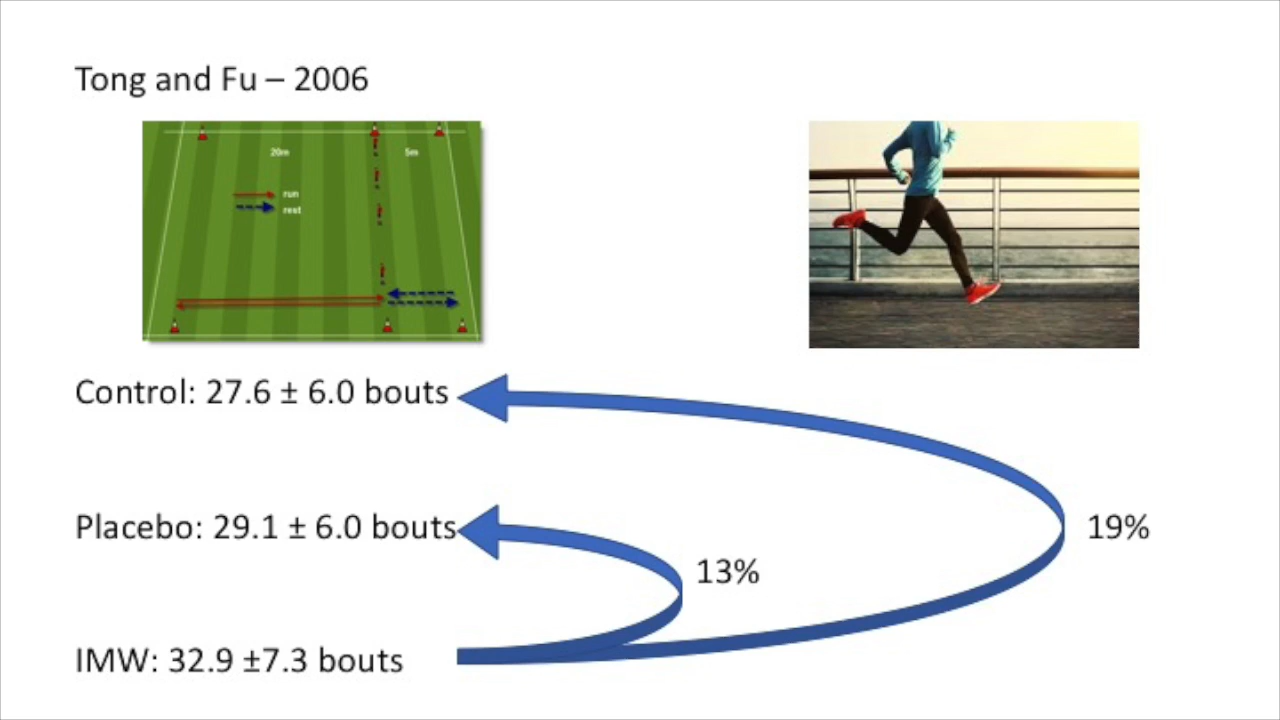 Tong and Fu – 2006
20m
5m
run
rest
Control: 27.6 ± 6.0 bouts
19%
Placebo: 29.1 ± 6.0 bouts
13%
IMW: 32.9 ±7.3 bouts